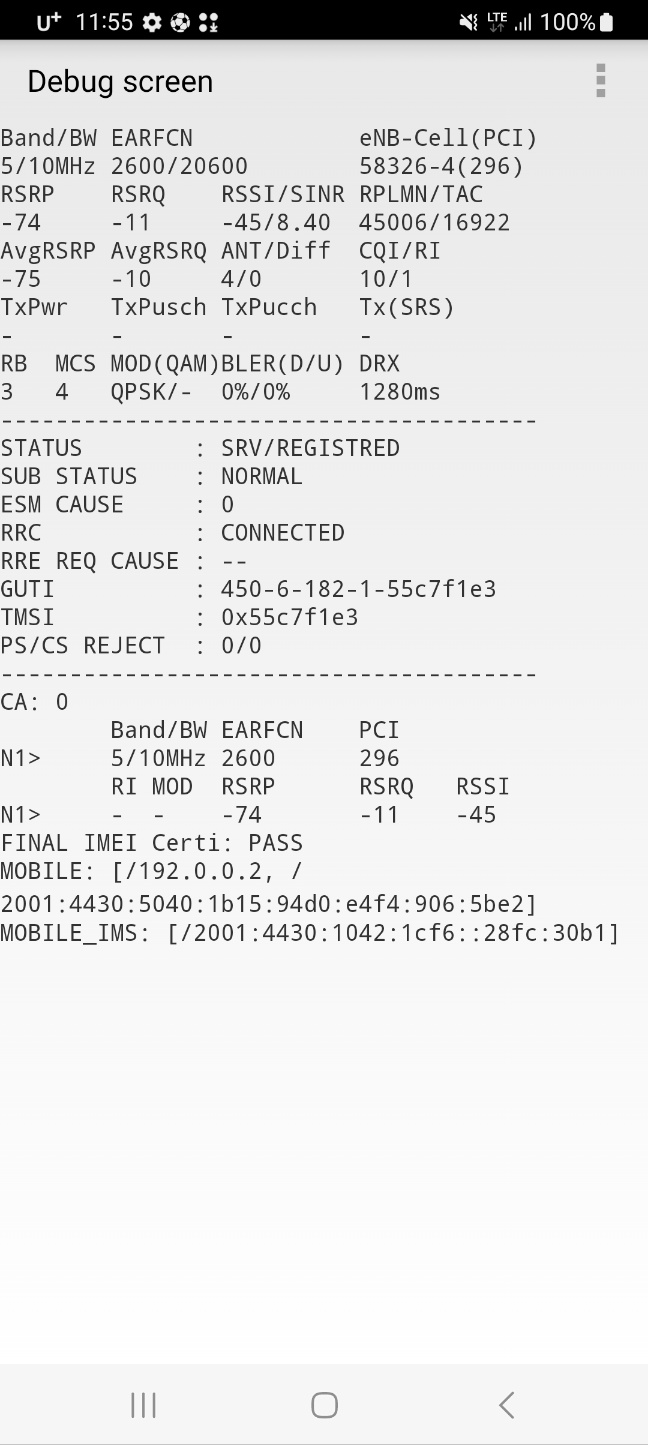 U+ 11:55 LTE 100%
Debug screen
Band/BW EARFCN eNB-Cell(PCI)
5/10MHz 2600/20600 58326-4(296)
RSRP RSRQ RSSI/SINR RPLMN/TAC
-74 -11 -45/8.40 45006/16922
AvgRSRP AvgRSRQ ANT/Diff CQI/RI
-75 -10 4/0 10/1
TxPwr TxPusch TxPucch Tx(SRS)
- - - -
RB MCS MOD(QAM)BLER(D/U) DRX
3 4 QPSK/- 0%/0% 1280ms
---------------------------------------
STATUS : SRV/REGISTRED
SUB STATUS : NORMAL
ESM CAUSE : 0
RRC : CONNECTED
RRE REQ CAUSE : --
GUTI : 450-6-182-1-55c7f1e3
TMSI : 0x55c7f1e3
PS/CS REJECT : 0/0
---------------------------------------
CA: 0
Band/BW EARFCN PCI
N1> 5/10MHz 2600 296
RI MOD RSRP RSRQ RSSI
N1> - - -74 -11 -45
FINAL IMEI Certi: PASS
MOBILE: [/192.0.0.2, /
2001:4430:5040:1b15:94d0:e4f4:906:5be2]
MOBILE_IMS: [/2001:4430:1042:1cf6::28fc:30b1]